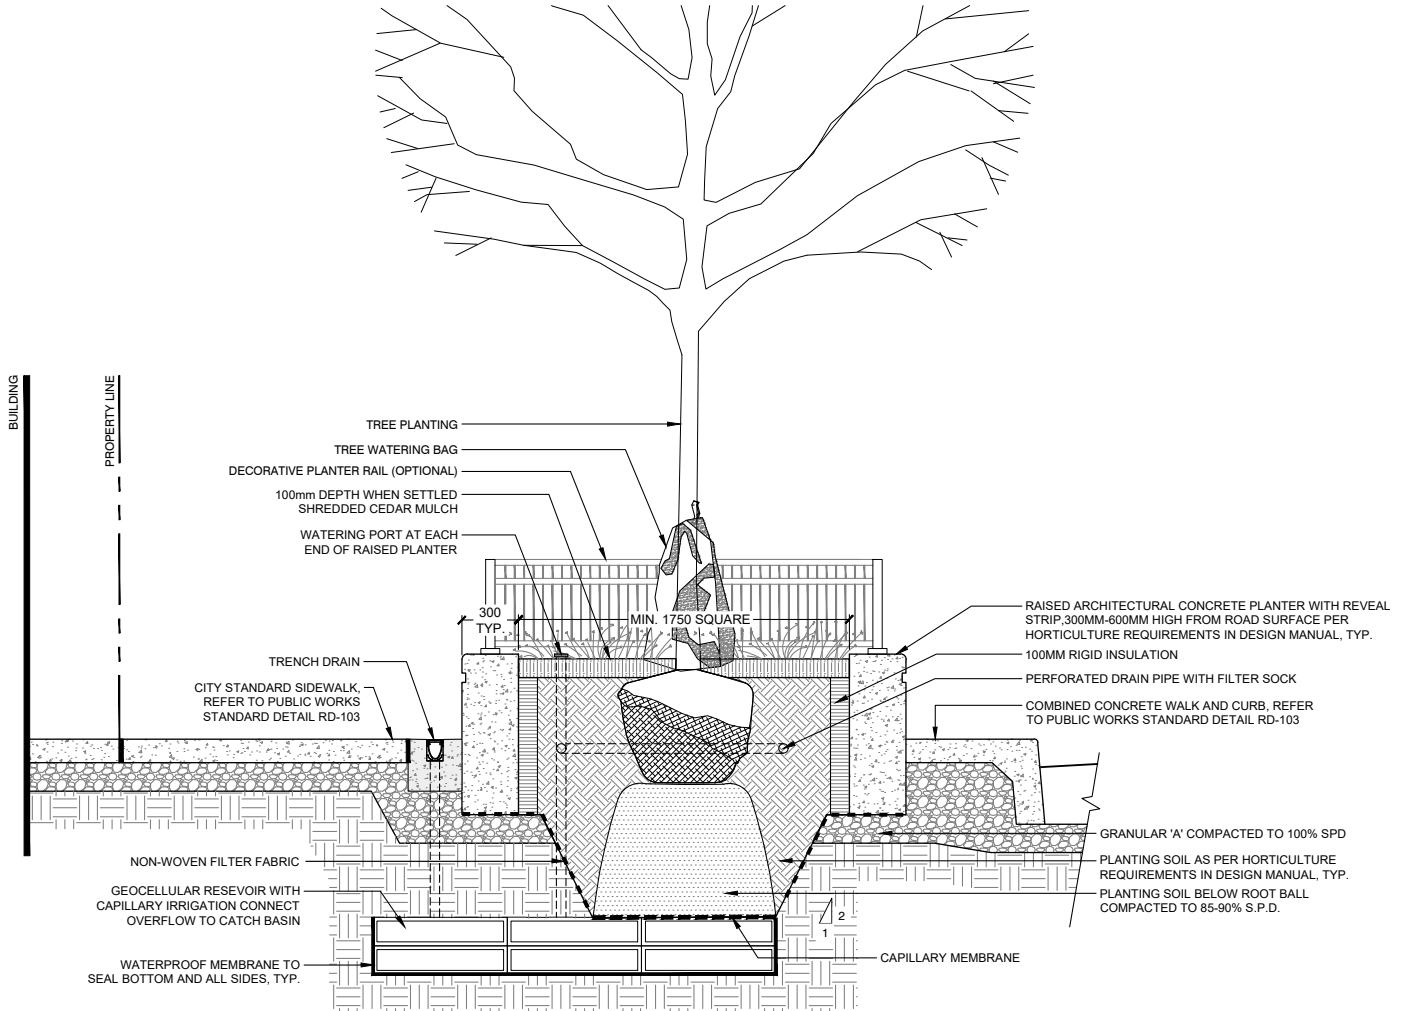 BUILDING
PROPERTY LINE
TREE PLANTING
TREE WATERING BAG
DECORATIVE PLANTER RAIL (OPTIONAL)
100mm DEPTH WHEN SETTLED
SHREDDED CEDAR MULCH
WATERING PORT AT EACH
END OF RAISED PLANTER
300
TYP.
MIN. 1750 SQUARE
TRENCH DRAIN
CITY STANDARD SIDEWALK,
REFER TO PUBLIC WORKS
STANDARD DETAIL RD-103
NON-WOVEN FILTER FABRIC
GEOCELLULAR RESEVOIR WITH
CAPILLARY IRRIGATION CONNECT
OVERFLOW TO CATCH BASIN
WATERPROOF MEMBRANE TO
SEAL BOTTOM AND ALL SIDES, TYP.
RAISED ARCHITECTURAL CONCRETE PLANTER WITH REVEAL
STRIP,300MM-600MM HIGH FROM ROAD SURFACE PER
HORTICULTURE REQUIREMENTS IN DESIGN MANUAL, TYP.
100MM RIGID INSULATION
PERFORATED DRAIN PIPE WITH FILTER SOCK
COMBINED CONCRETE WALK AND CURB, REFER
TO PUBLIC WORKS STANDARD DETAIL RD-103
GRANULAR 'A' COMPACTED TO 100% SPD
PLANTING SOIL AS PER HORTICULTURE
REQUIREMENTS IN DESIGN MANUAL, TYP.
PLANTING SOIL BELOW ROOT BALL
COMPACTED TO 85-90% S.P.D.
2
1
CAPILLARY MEMBRANE